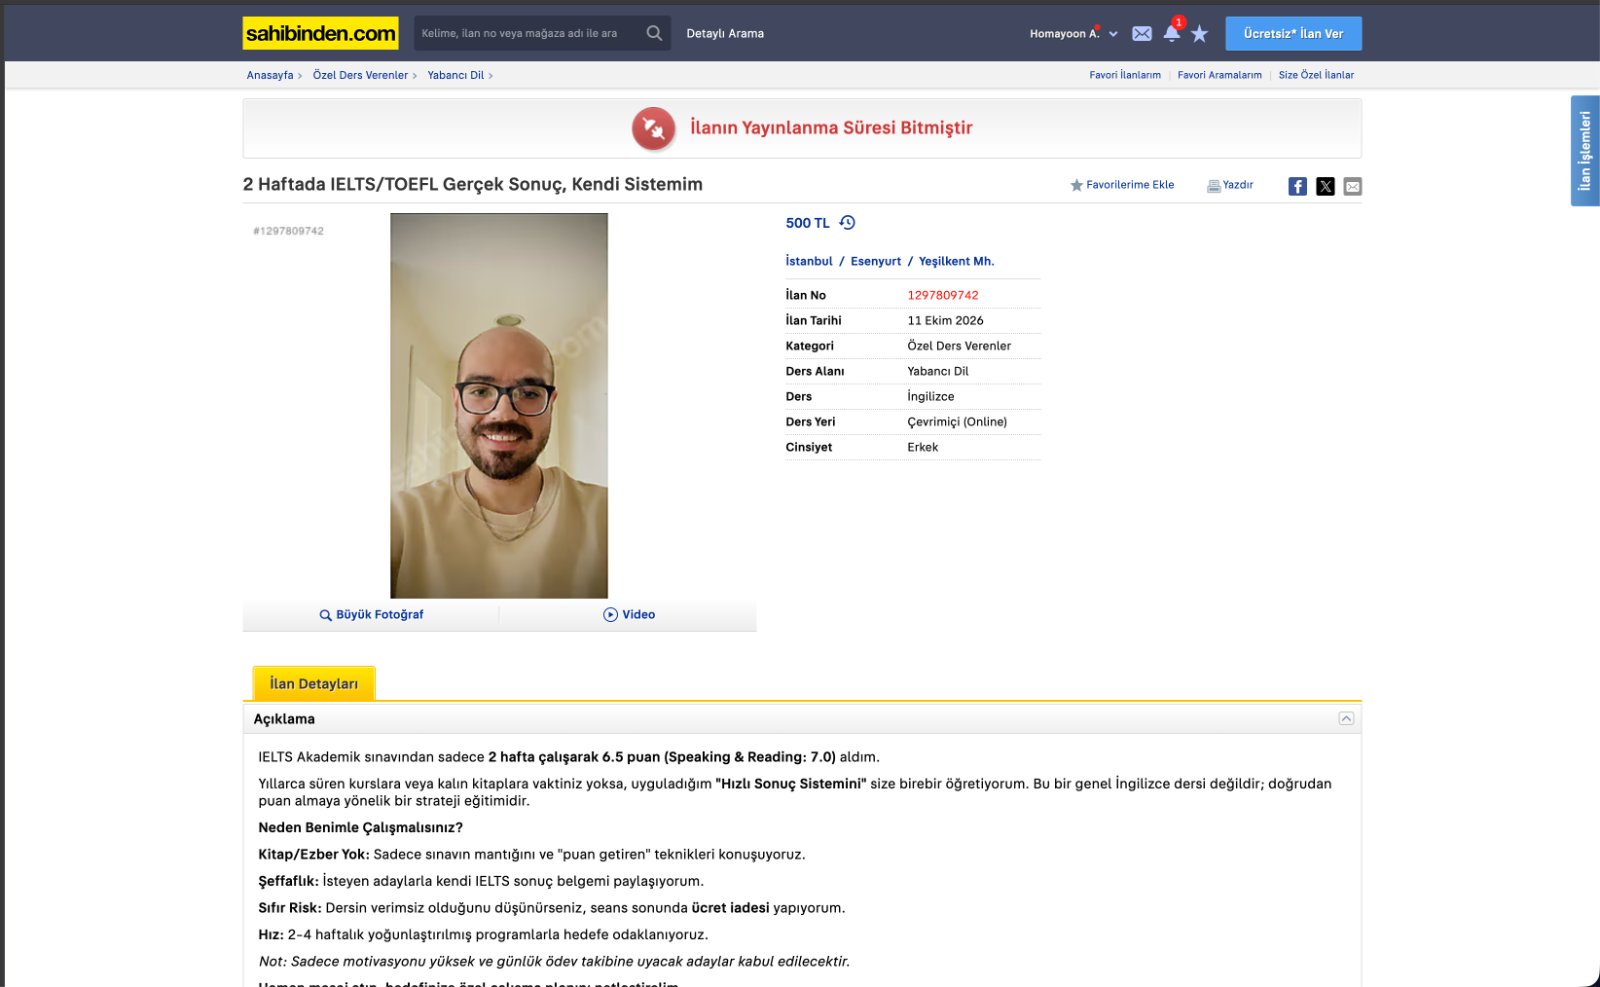 sahibinden.com
Kelime, ilan no veya mağaza adı ile ara
Detaylı Arama
Homayoon A.
1
Ücretsiz* İlan Ver
Anasayfa > Özel Ders Verenler > Yabancı Dil >
Favori İlanlarım | Favori Aramalarım | Size Özel İlanlar
İlan İşlemleri
İlanın Yayınlanma Süresi Bitmiştir
2 Haftada IELTS/TOEFL Gerçek Sonuç, Kendi Sistemim
Favorilerime Ekle
Yazdır
#1297809742
500 TL
İstanbul / Esenyurt / Yeşilkent Mh.
İlan No 1297809742
İlan Tarihi 11 Ekim 2026
Kategori Özel Ders Verenler
Ders Alanı Yabancı Dil
Ders İngilizce
Ders Yeri Çevrimiçi (Online)
Cinsiyet Erkek
Büyük Fotoğraf
Video
İlan Detayları
Açıklama
IELTS Akademik sınavından sadece 2 hafta çalışarak 6.5 puan (Speaking & Reading: 7.0) aldım.
Yıllarca süren kurslara veya kalın kitaplara vaktiniz yoksa, uyguladığım "Hızlı Sonuç Sistemini" size birebir öğretiyorum. Bu bir genel İngilizce dersi değildir; doğrudan
puan almaya yönelik bir strateji eğitimidir.
Neden Benimle Çalışmalısınız?
Kitap/Ezber Yok: Sadece sınavın mantığını ve "puan getiren" teknikleri konuşuyoruz.
Şeffaflık: İsteyen adaylarla kendi IELTS sonuç belgemi paylaşıyorum.
Sıfır Risk: Dersin verimsiz olduğunu düşünürseniz, seans sonunda ücret iadesi yapıyorum.
Hız: 2-4 haftalık yoğunlaştırılmış programlarla hedefe odaklanıyoruz.
Not: Sadece motivasyonu yüksek ve günlük ödev takibine uyacak adaylar kabul edilecektir.